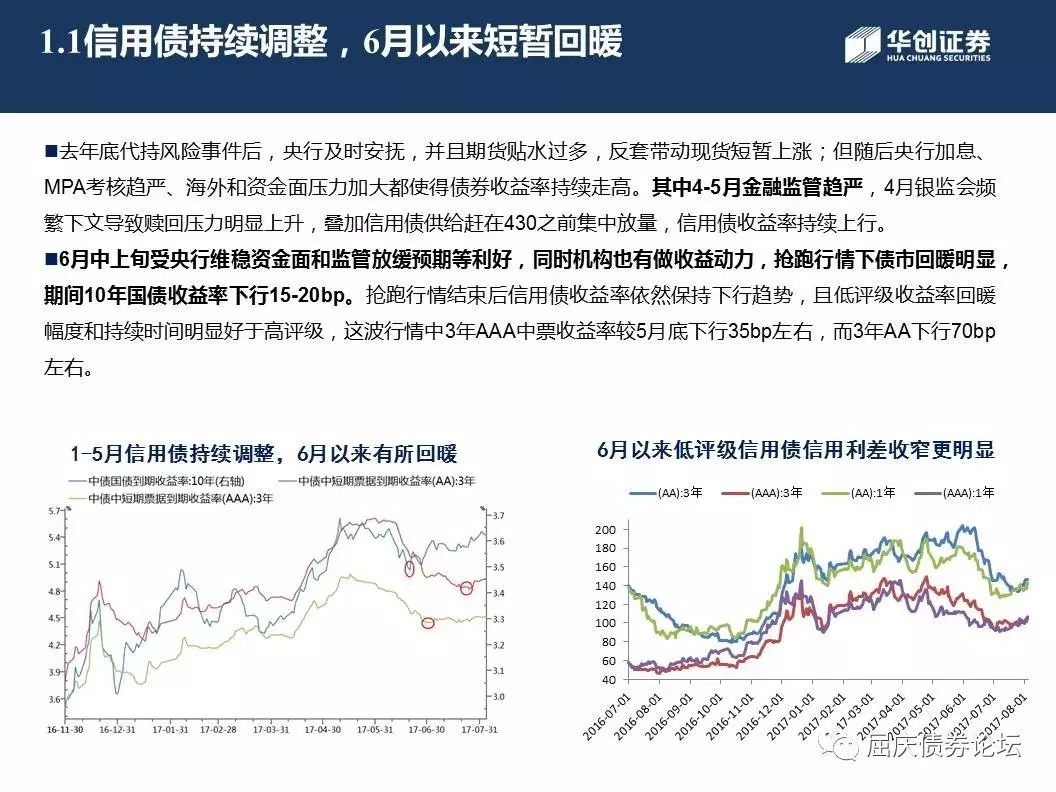 1.1信用债持续调整，6月以来短暂回暖
华创证券
HUA CHUANG SECURITIES
■去年底代持风险事件后，央行及时安抚，并且期货贴水过多，反套带动现货短暂上涨；但随后央行加息、
MPA考核趋严、海外和资金面压力加大都使得债券收益率持续走高。其中4-5月金融监管趋严，4月银监会频
繁下文导致赎回压力明显上升，叠加信用债供给赶在430之前集中放量，信用债收益率持续上行。
■6月中上旬受央行维稳资金面和监管放缓预期等利好，同时机构也有做收益动力，抢跑行情下债市回暖明显，
期间10年国债收益率下行15-20bp。抢跑行情结束后信用债收益率依然保持下行趋势，且低评级收益率回暖
幅度和持续时间明显好于高评级，这波行情中3年AAA中票收益率较5月底下行35bp左右，而3年AA下行70bp
左右。
1-5月信用债持续调整，6月以来有所回暖
中债国债到期收益率:10年(右轴) 中债中短期票据到期收益率(AA):3年
中债中短期票据到期收益率(AAA):3年
% %
5.7 3.7
5.4 3.6
5.1 3.5
4.8 3.4
4.5 3.3
4.2 3.2
3.9 3.1
3.6 3.0
16-11-30 16-12-31 17-01-31 17-02-28 17-03-31 17-04-30 17-05-31 17-06-30 17-07-31
6月以来低评级信用债信用利差收窄更明显
(AA):3年 (AAA):3年 (AA):1年 (AAA):1年
200
180
160
140
120
100
80
60
40
2016-07-01 2016-08-01 2016-09-01 2016-10-01 2016-11-01 2016-12-01 2017-01-01 2017-02-01 2017-03-01 2017-04-01 2017-05-01 2017-06-01 2017-07-01 2017-08-01
屈庆债券论坛